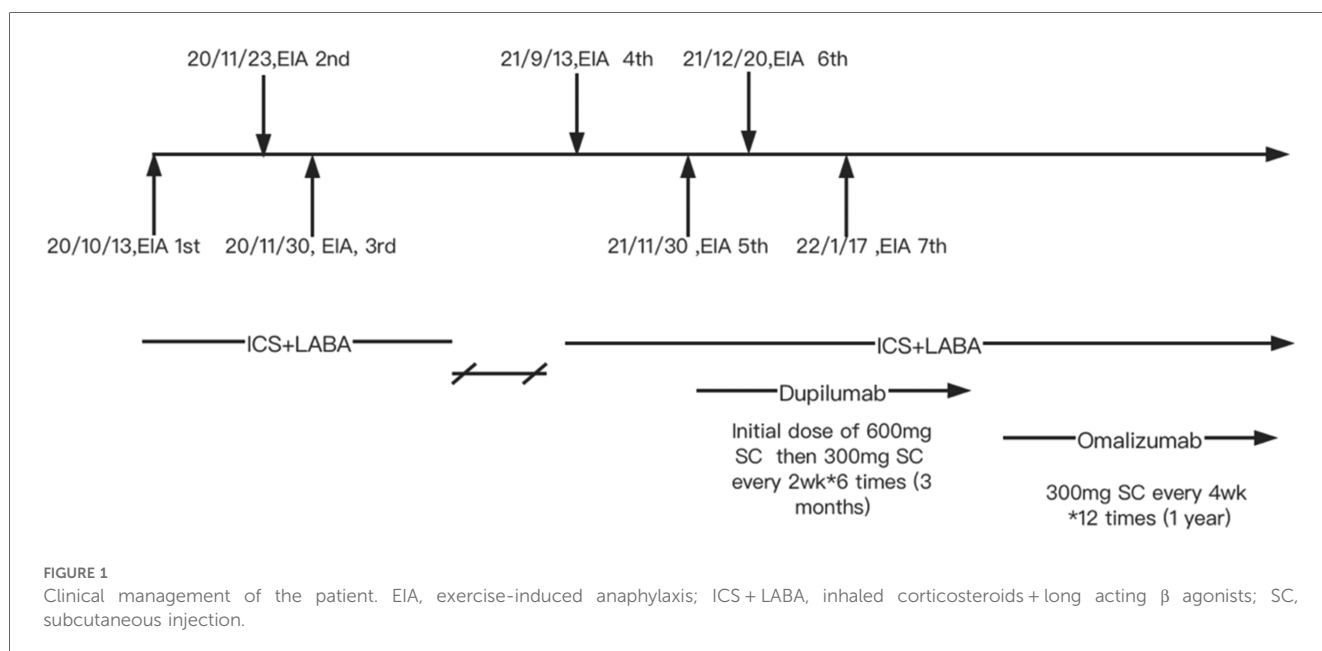 20/11/23,EIA 2nd
21/9/13,EIA 4th
21/12/20,EIA 6th
20/10/13,EIA 1st
20/11/30, EIA, 3rd
21/11/30 ,EIA 5th
22/1/17 ,EIA 7th
ICS+LABA
ICS+LABA
Dupilumab
Initial dose of 600mg
SC then 300mg SC
every 2wk*6 times (3
months)
Omalizumab
300mg SC every 4wk
*12 times (1 year)
FIGURE 1
Clinical management of the patient. EIA, exercise-induced anaphylaxis; ICS + LABA, inhaled corticosteroids + long acting β agonists; SC,
subcutaneous injection.